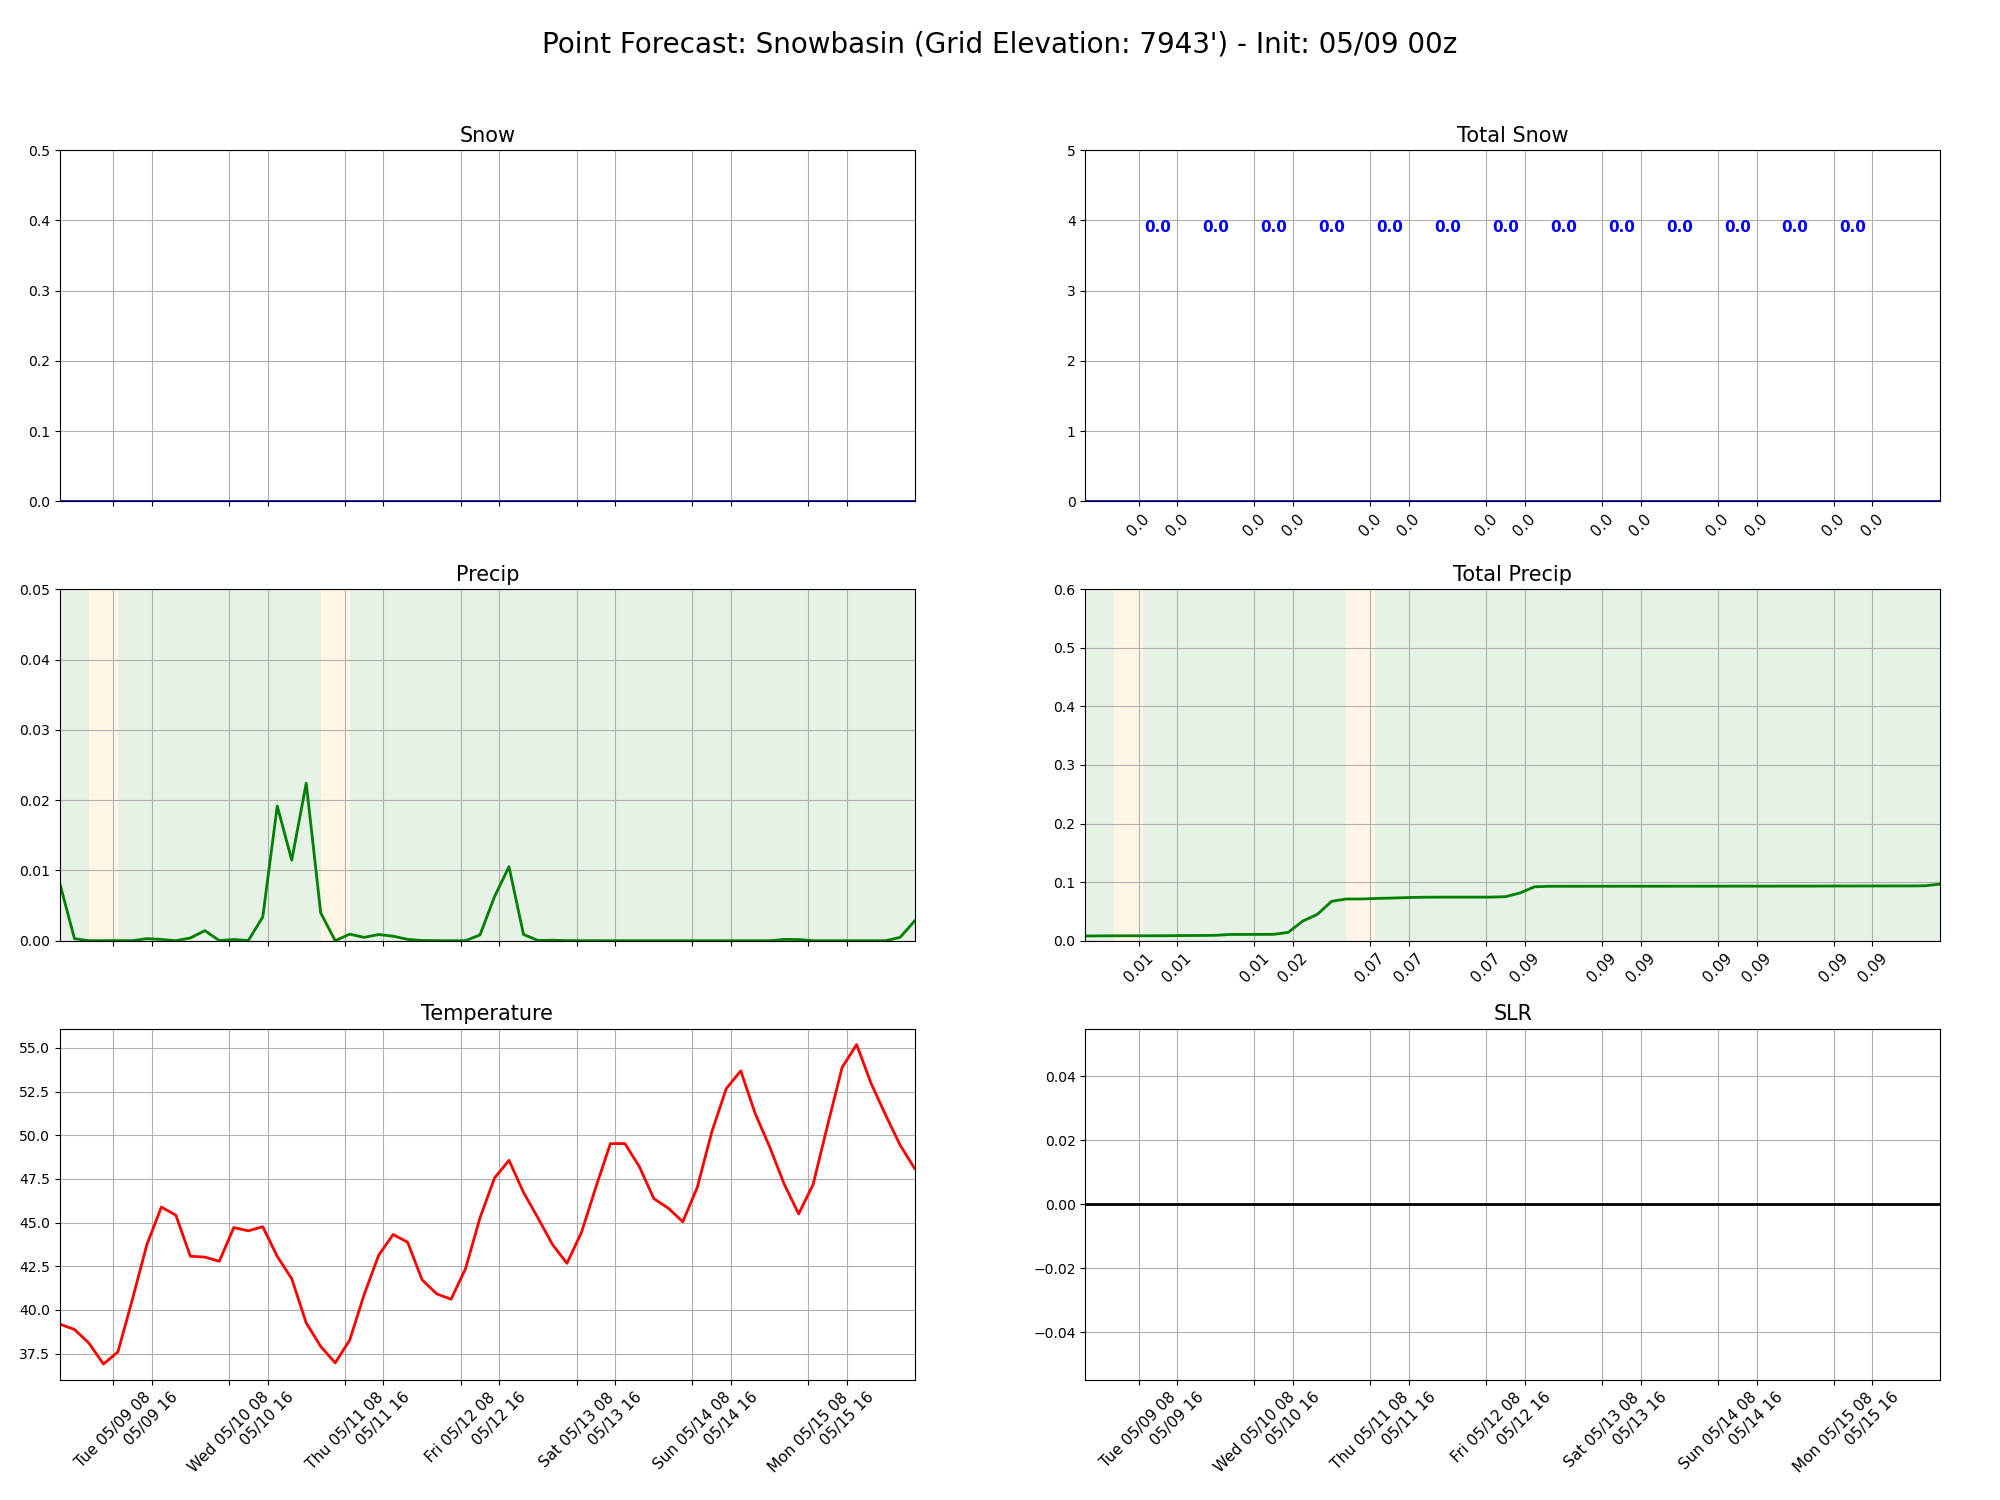 Point Forecast: Snowbasin (Grid Elevation: 7943') - Init: 05/09 00z
Snow
0.5
0.4
0.3
0.2
0.1
0.0
Total Snow
5
4
3
2
1
0
0.0 0.0 0.0 0.0 0.0 0.0 0.0 0.0 0.0 0.0 0.0 0.0 0.0
0.0 0.0 0.0 0.0 0.0 0.0 0.0 0.0 0.0 0.0 0.0 0.0 0.0 0.0
Precip
0.05
0.04
0.03
0.02
0.01
0.00
Total Precip
0.6
0.5
0.4
0.3
0.2
0.1
0.0
0.01 0.01 0.01 0.02 0.07 0.07 0.07 0.09 0.09 0.09 0.09 0.09 0.09 0.09
Temperature
55.0
52.5
50.0
47.5
45.0
42.5
40.0
37.5
Tue 05/09 08
05/09 16
Wed 05/10 08
05/10 16
Thu 05/11 08
05/11 16
Fri 05/12 08
05/12 16
Sat 05/13 08
05/13 16
Sun 05/14 08
05/14 16
Mon 05/15 08
05/15 16
SLR
0.04
0.02
0.00
−0.02
−0.04
Tue 05/09 08
05/09 16
Wed 05/10 08
05/10 16
Thu 05/11 08
05/11 16
Fri 05/12 08
05/12 16
Sat 05/13 08
05/13 16
Sun 05/14 08
05/14 16
Mon 05/15 08
05/15 16